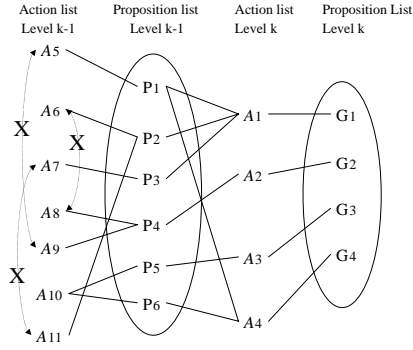 Action list Proposition list Action list Proposition List
Level k-1 Level k-1 Level k Level k
A5
P1
A6 A1 G1
X X P2
A7 P3 A2 G2
A8 P4 G3
A9
X P5 A3 G4
A10 P6
A4
A11